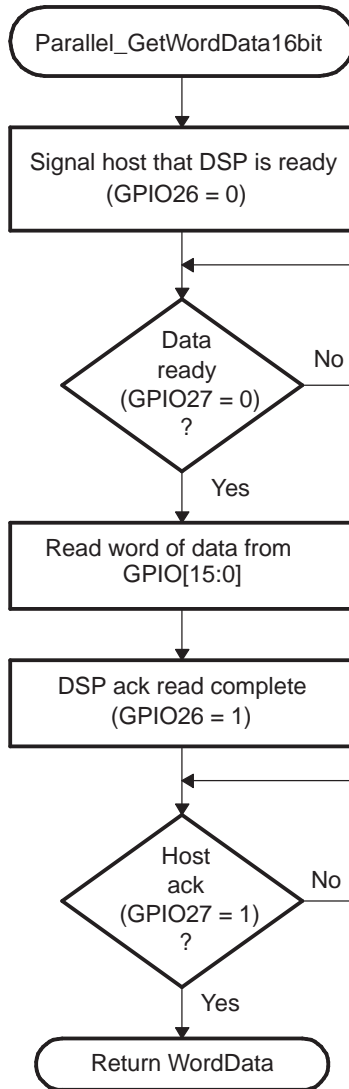 Parallel_GetWordData16bit
Signal host that DSP is ready
(GPIO26 = 0)
Data
ready
(GPIO27 = 0)
?
No
Yes
Read word of data from
GPIO[15:0]
DSP ack read complete
(GPIO26 = 1)
Host
ack
(GPIO27 = 1)
?
No
Yes
Return WordData